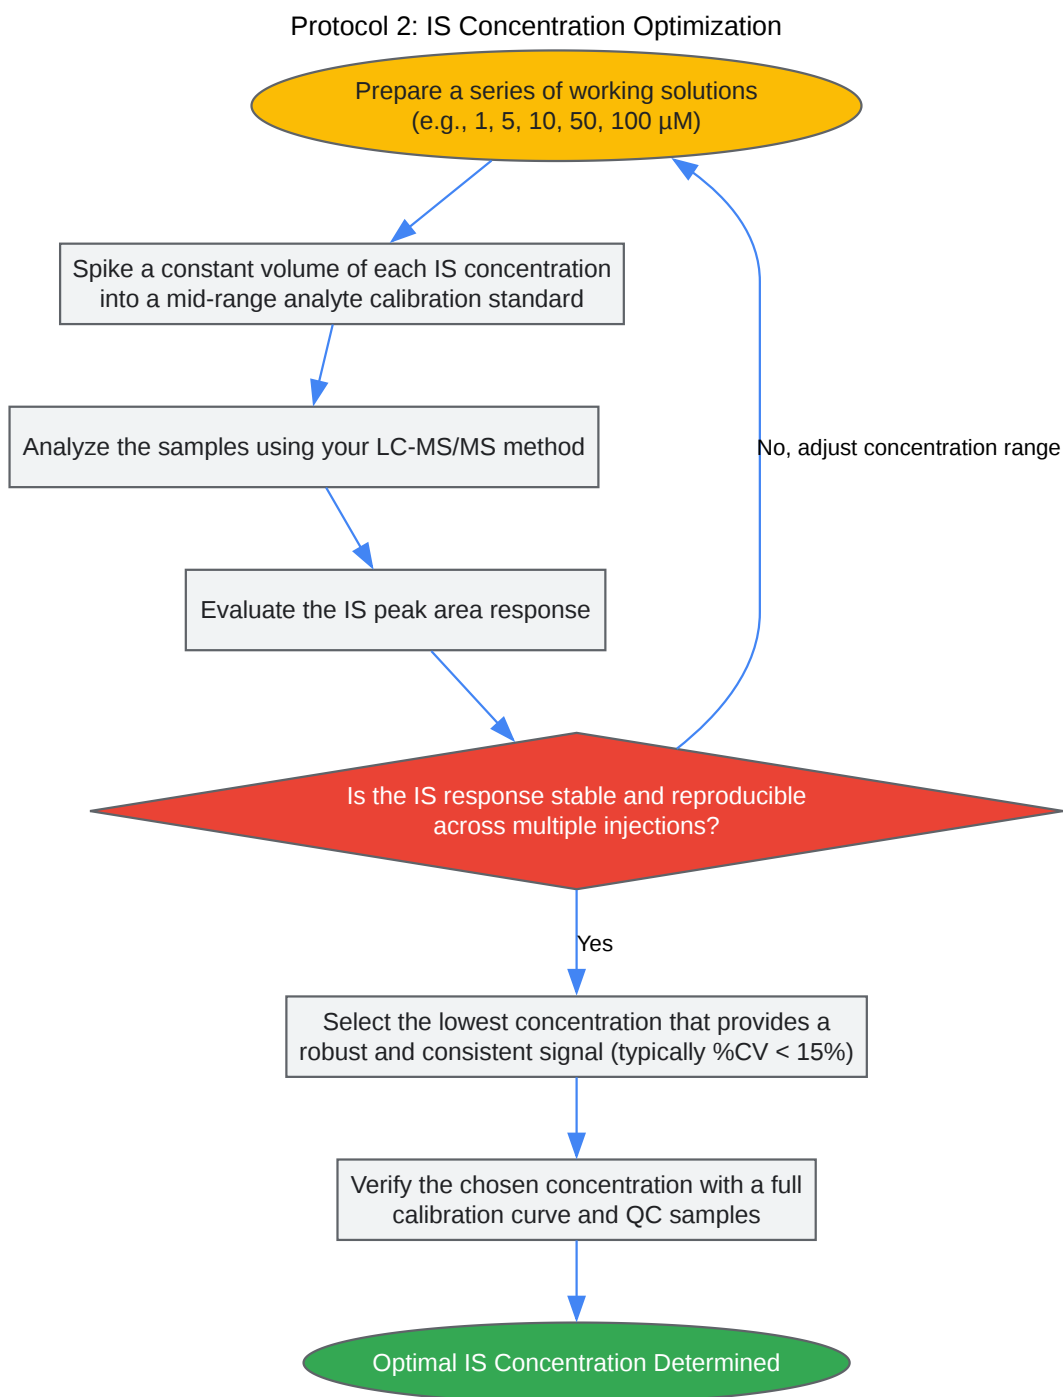 Protocol 2: IS Concentration Optimization
Prepare a series of working solutions
(e.g., 1, 5, 10, 50, 100 µM)
Spike a constant volume of each IS concentration
into a mid-range analyte calibration standard
Analyze the samples using your LC-MS/MS method
No, adjust concentration range
Evaluate the IS peak area response
Is the IS response stable and reproducible
across multiple injections?
Yes
Select the lowest concentration that provides a
robust and consistent signal (typically %CV < 15%)
Verify the chosen concentration with a full
calibration curve and QC samples
Optimal IS Concentration Determined